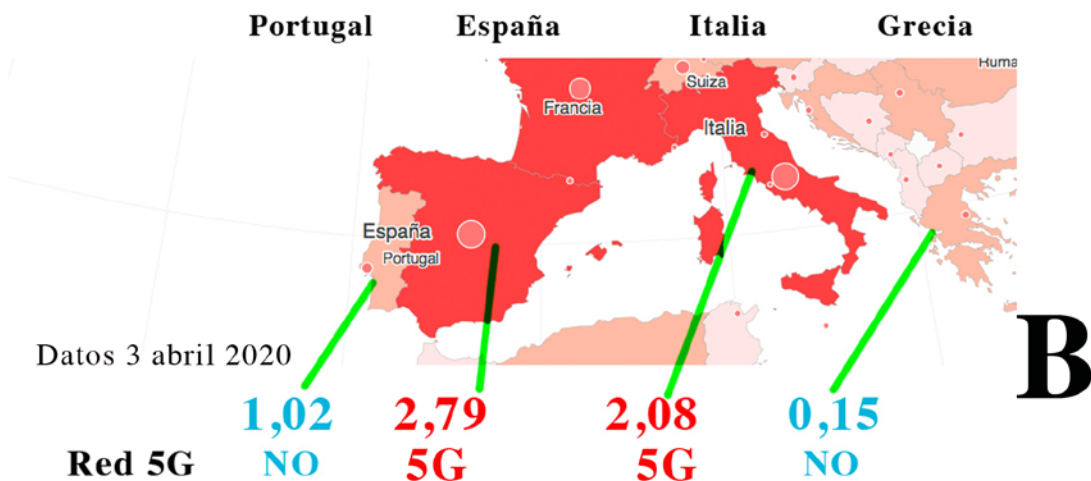 Portugal España Italia Grecia
Ruma
Suiza
Francia
Italia
España
Portugal
Datos 3 abril 2020
B
1,02 2,79 2,08 0,15
Red 5G NO 5G 5G NO